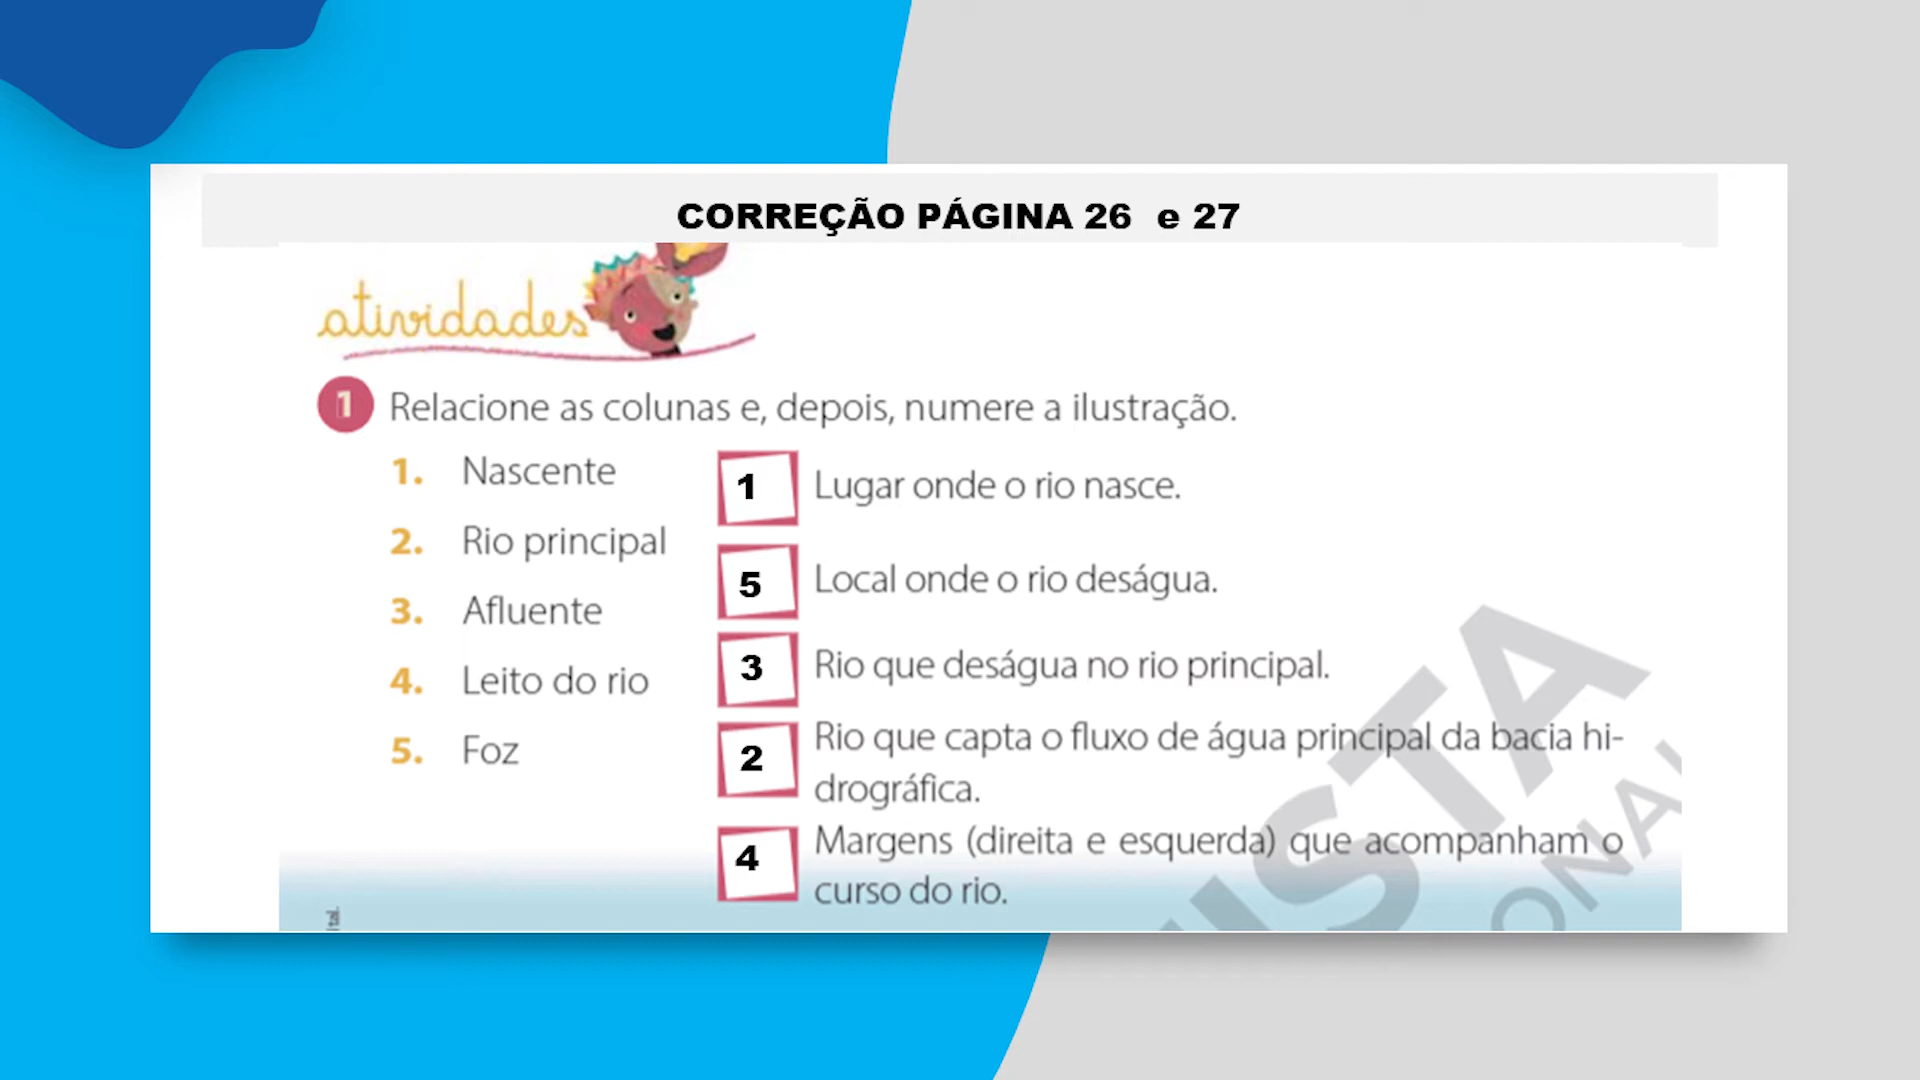 CORREÇÃO PÁGINA 26 e 27
atividades
1 Relacione as colunas e, depois, numere a ilustração.
1. Nascente
2. Rio principal
3. Afluente
4. Leito do rio
5. Foz
1 Lugar onde o rio nasce.
5 Local onde o rio deságua.
3 Rio que deságua no rio principal.
2 Rio que capta o fluxo de água principal da bacia hi-
drográfica.
4 Margens (direita e esquerda) que acompanham o
curso do rio.